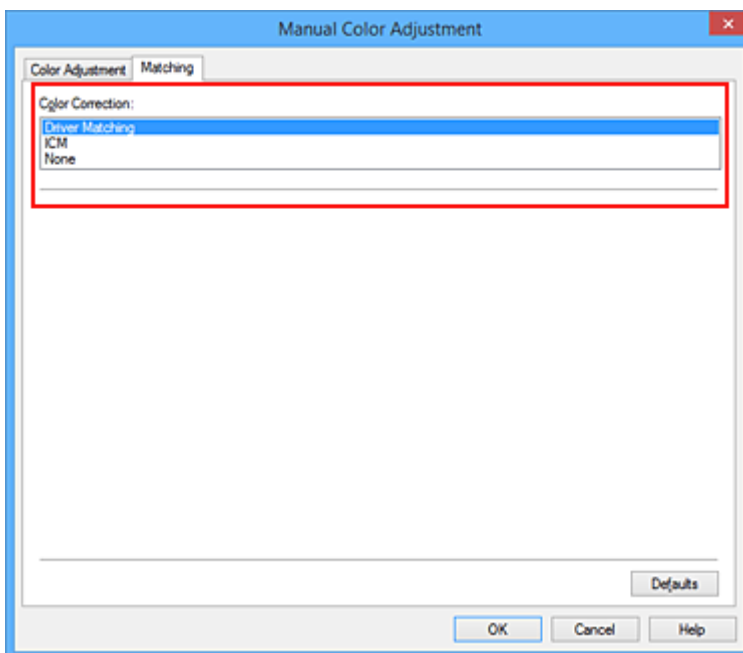 Manual Color Adjustment
Color Adjustment Matching
Color Correction:
Driver Matching
ICM
None
Defaults
OK Cancel Help